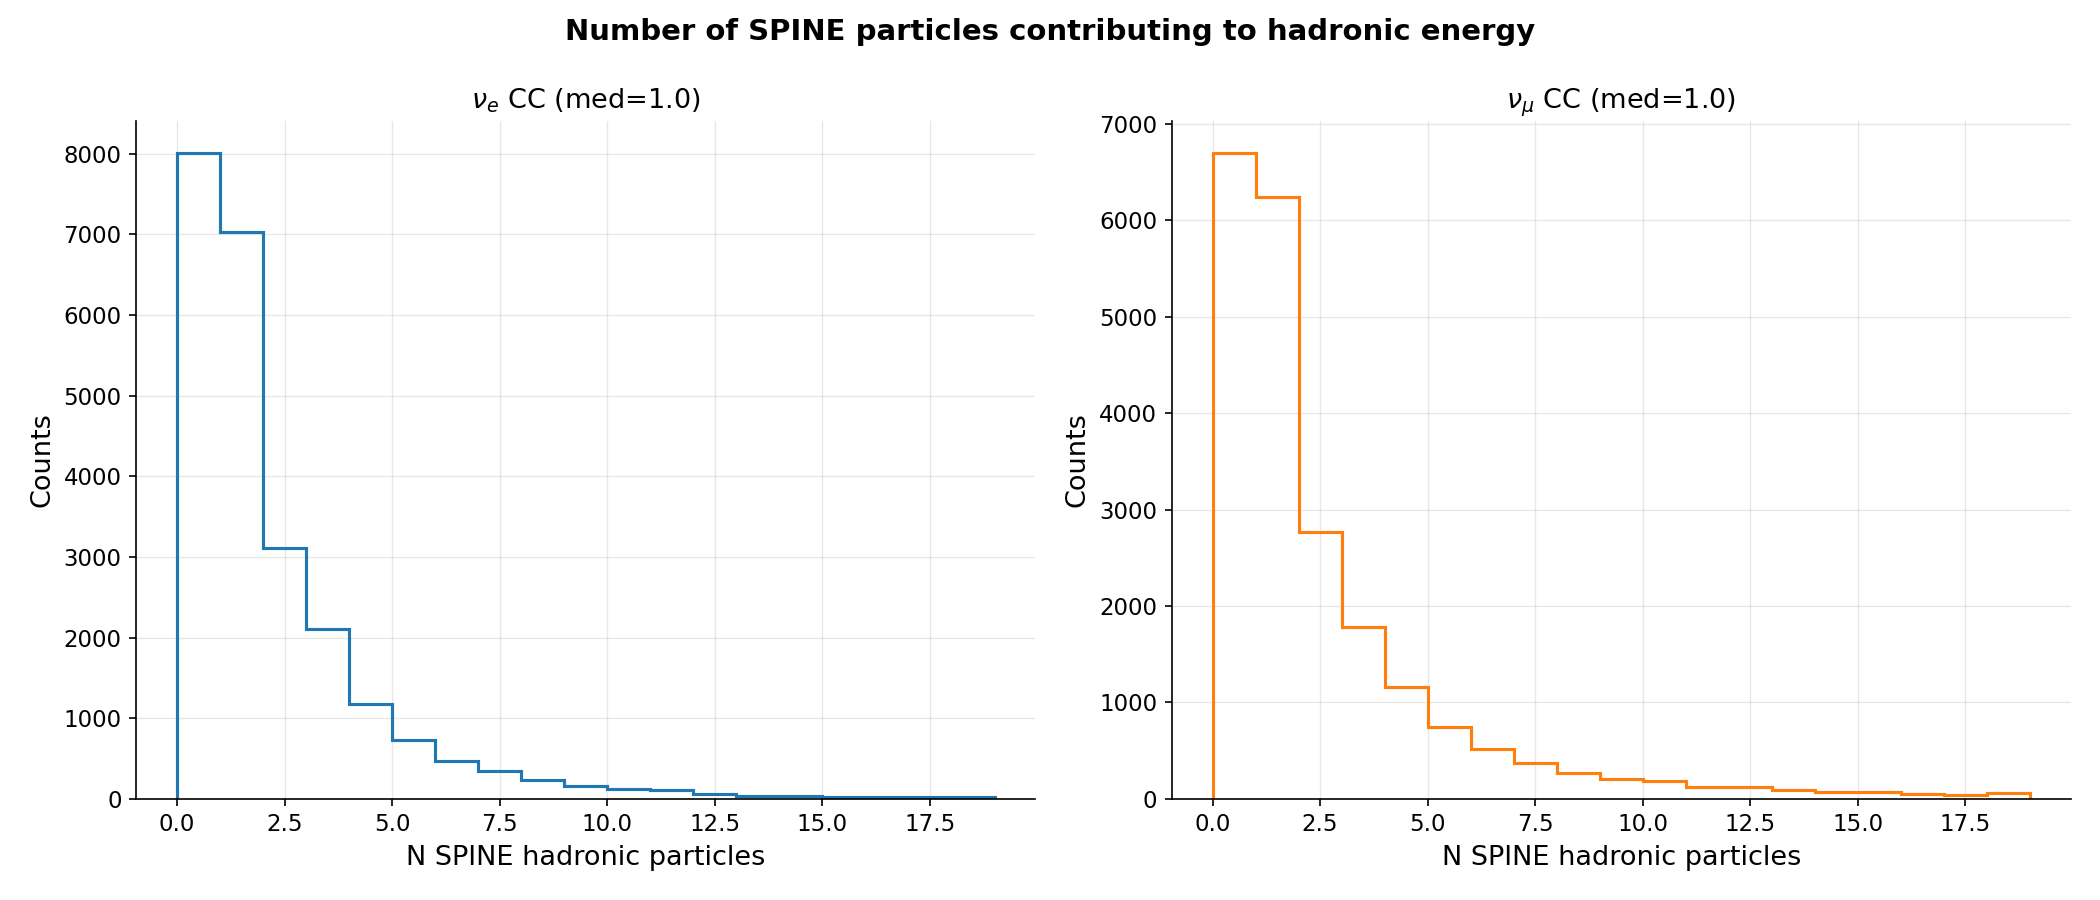 Number of SPINE particles contributing to hadronic energy
ν_e CC (med=1.0)
8000
7000
6000
5000
4000
3000
2000
1000
0
Counts
0.0 2.5 5.0 7.5 10.0 12.5 15.0 17.5
N SPINE hadronic particles
ν_μ CC (med=1.0)
7000
6000
5000
4000
3000
2000
1000
0
Counts
0.0 2.5 5.0 7.5 10.0 12.5 15.0 17.5
N SPINE hadronic particles